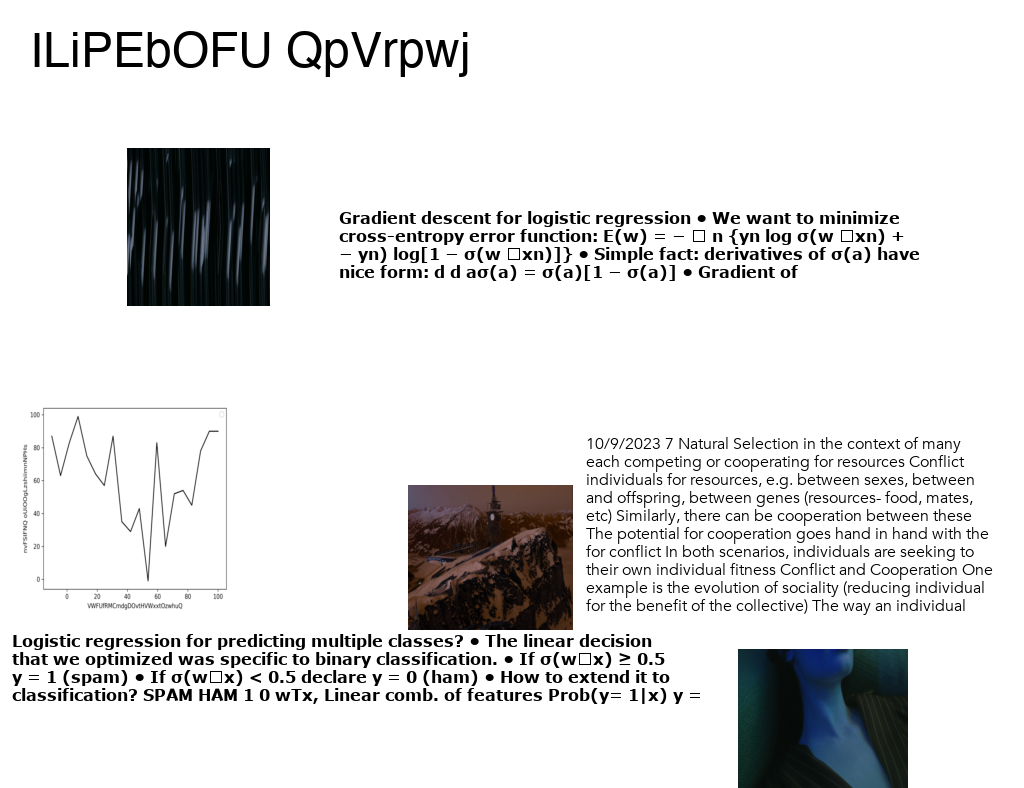 ILiPEbOFU QpVrpwj
Gradient descent for logistic regression • We want to minimize
cross-entropy error function: E(w) = − □ n {yn log σ(w □xn) +
− yn) log[1 − σ(w □xn)]} • Simple fact: derivatives of σ(a) have
nice form: d d aσ(a) = σ(a)[1 − σ(a)] • Gradient of
100
80
60
40
20
0
0 20 40 60 80 100
10/9/2023 7 Natural Selection in the context of many
each competing or cooperating for resources Conflict
individuals for resources, e.g. between sexes, between
and offspring, between genes (resources- food, mates,
etc) Similarly, there can be cooperation between these
The potential for cooperation goes hand in hand with the
for conflict In both scenarios, individuals are seeking to
their own individual fitness Conflict and Cooperation One
example is the evolution of sociality (reducing individual
for the benefit of the collective) The way an individual
Logistic regression for predicting multiple classes? • The linear decision
that we optimized was specific to binary classification. • If σ(w□x) ≥ 0.5
y = 1 (spam) • If σ(w□x) < 0.5 declare y = 0 (ham) • How to extend it to
classification? SPAM HAM 1 0 wTx, Linear comb. of features Prob(y= 1|x) y =